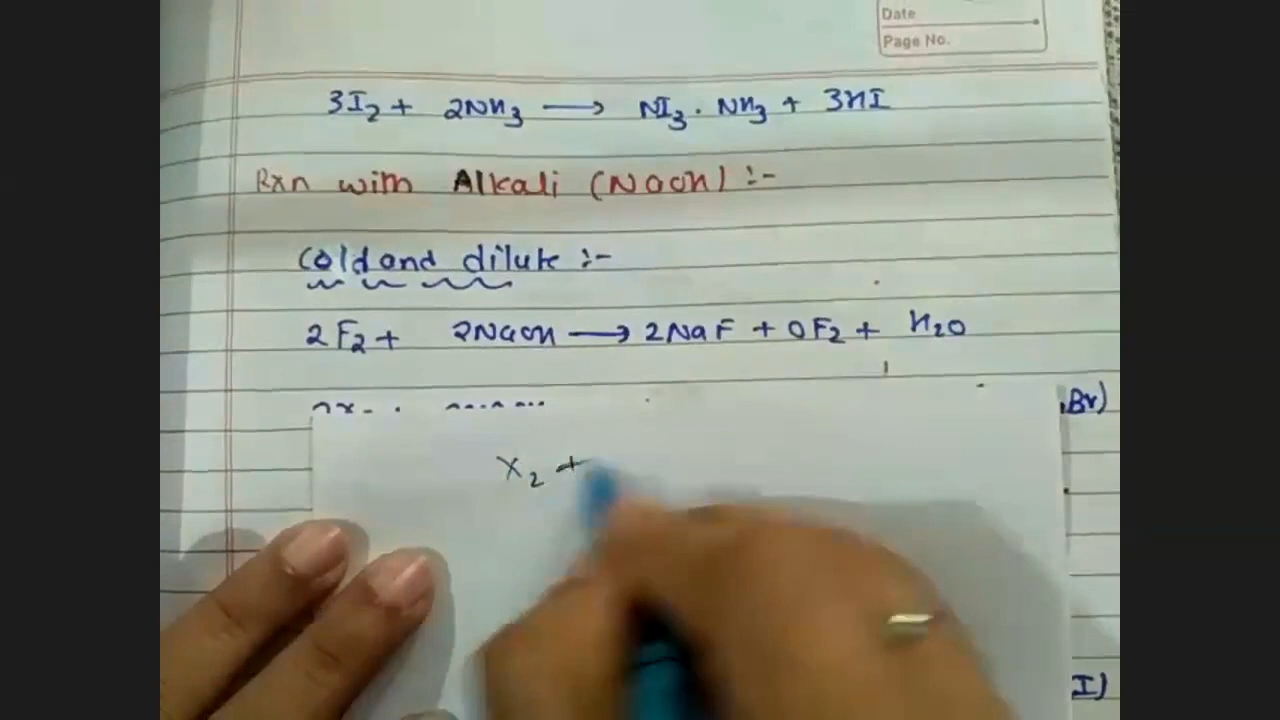 Date
Page No.
3I₂ + 2NH₃ ⟶ NI₃ · NH₃ + 3HI
Rxn with Alkali (NaOH) :-
Cold and dilute :-
2F₂ + 2NaOH ⟶ 2NaF + OF₂ + H₂O
Br)
X₂ +
I)